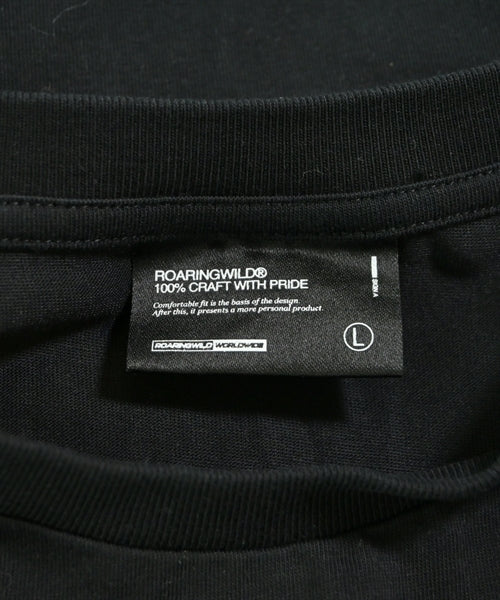 ROARINGWILD®
100% CRAFT WITH PRIDE
Comfortable fit is the basis of the design.
After this, it presents a more personal product.
ROARINGWILD WORLDWIDE
L